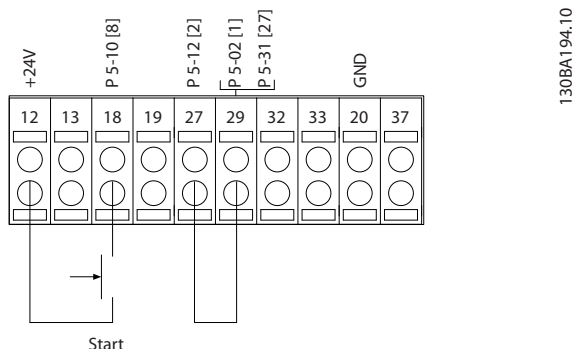 +24V
P 5-10 [8]
P 5-12 [2]
P 5-02 [1]
P 5-31 [27]
GND
130BA194.10
12 13 18 19 27 29 32 33 20 37
Start